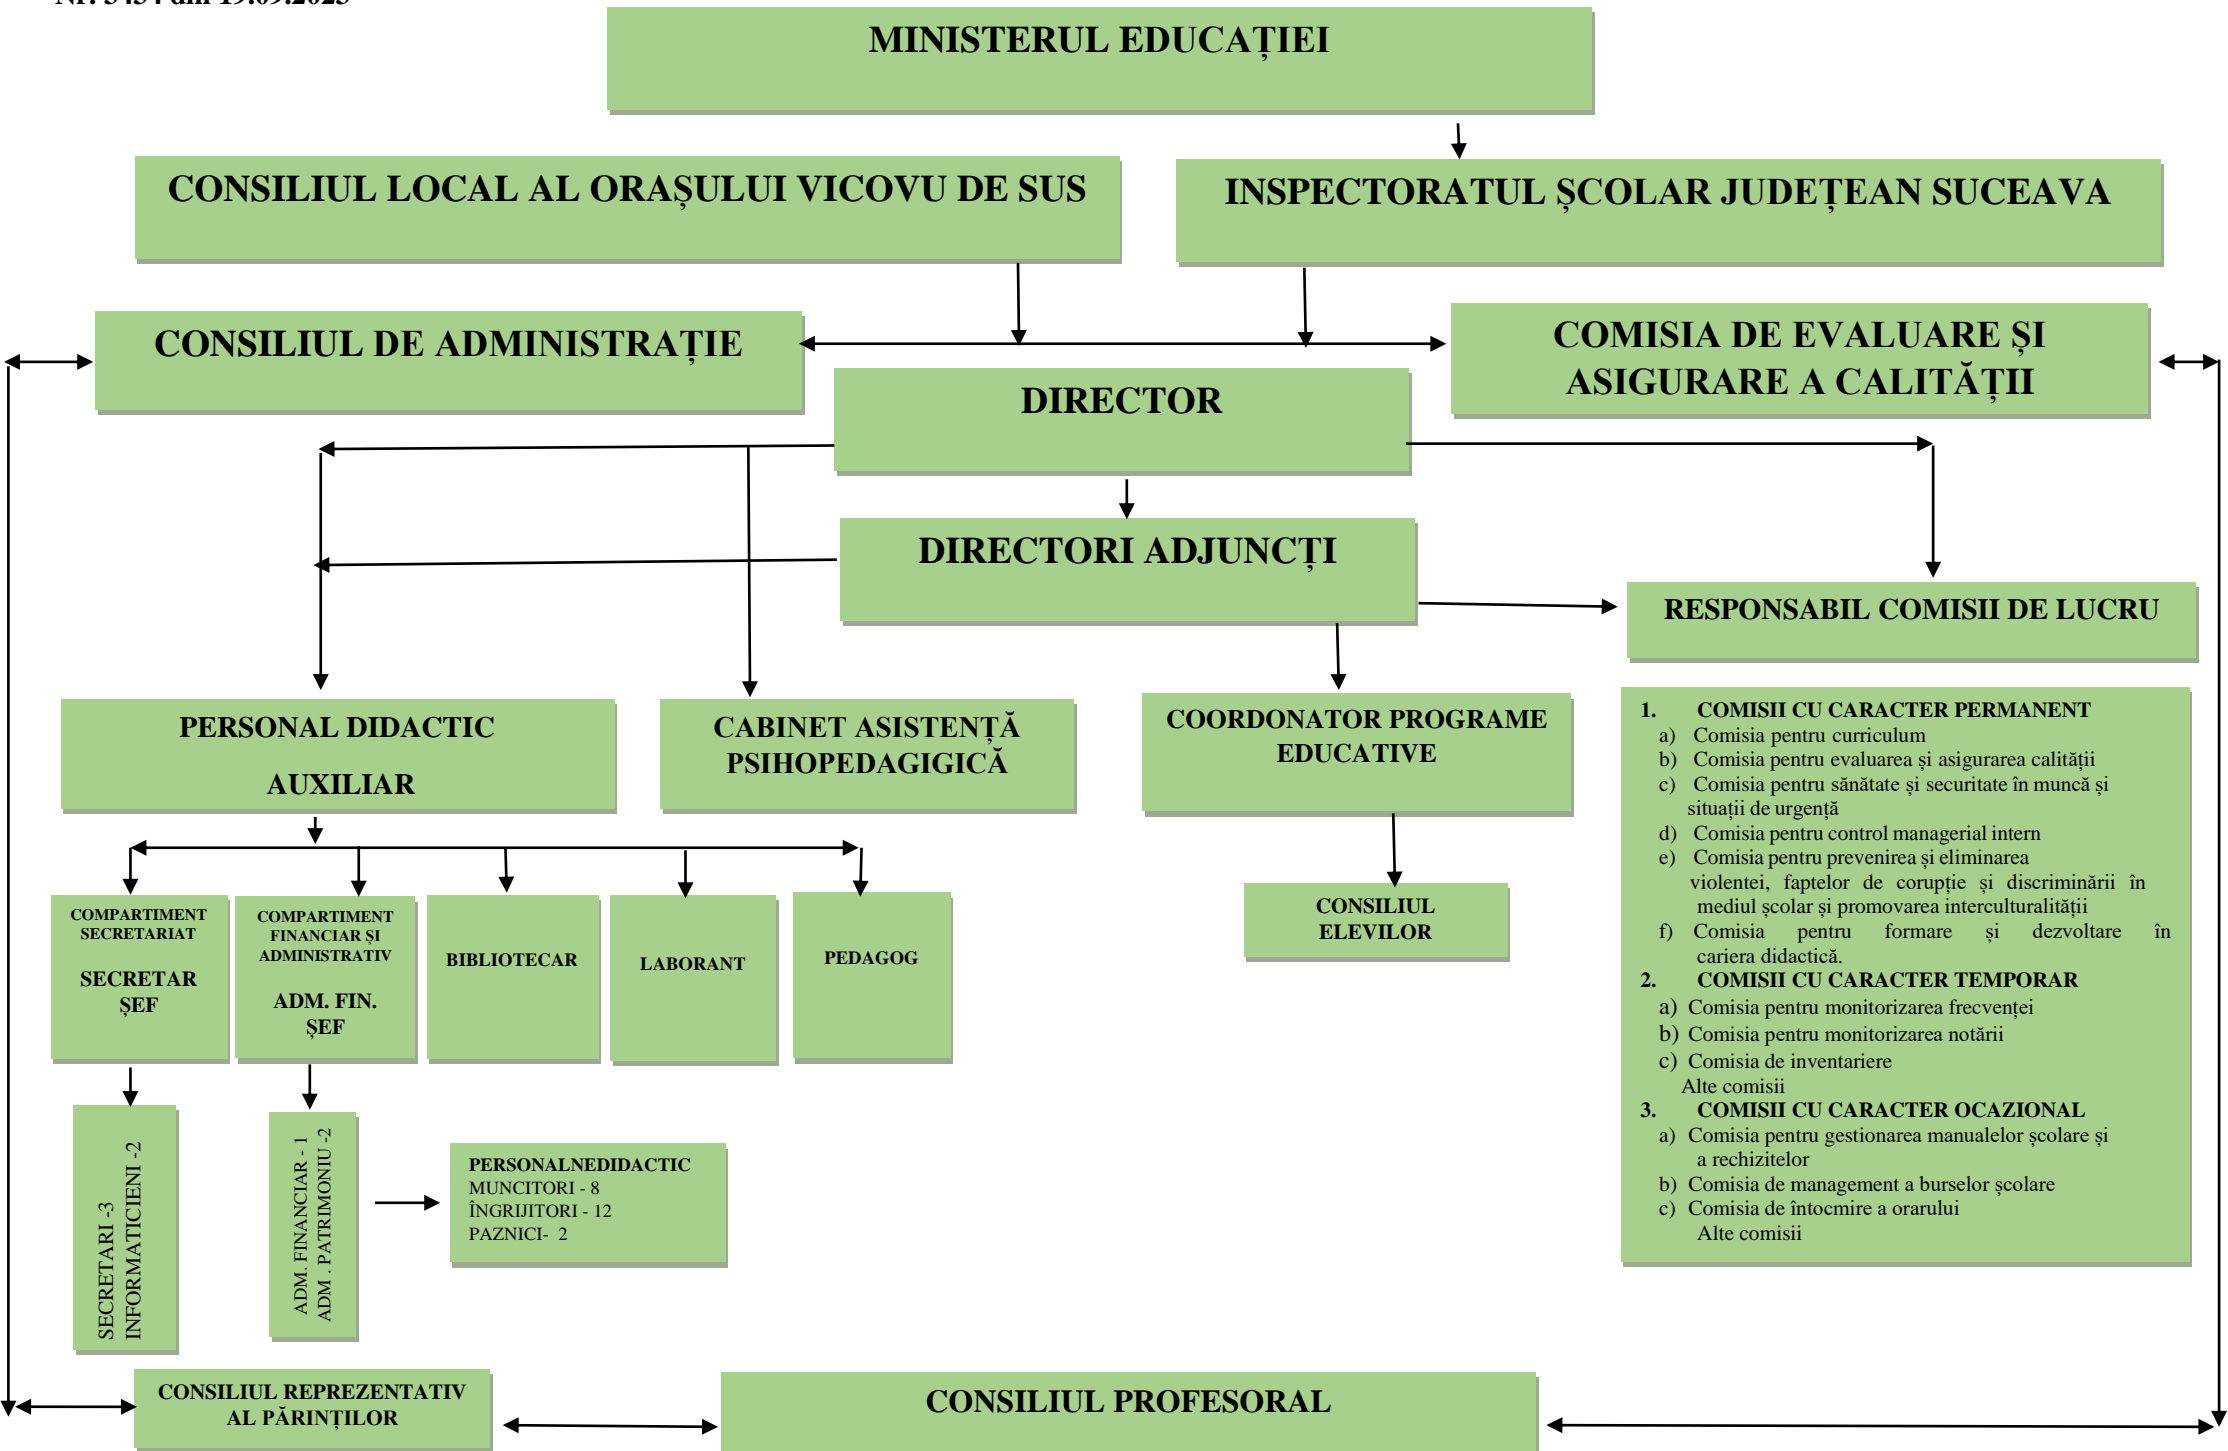 MINISTERUL EDUCAȚIEI
CONSILIUL LOCAL AL ORAȘULUI VICOVU DE SUS
INSPECTORATUL ȘCOLAR JUDEȚEAN SUCEAVA
CONSILIUL DE ADMINISTRAȚIE
COMISIA DE EVALUARE ȘI
ASIGURARE A CALITĂȚII
DIRECTOR
DIRECTORI ADJUNCȚI
RESPONSABIL COMISII DE LUCRU
PERSONAL DIDACTIC
AUXILIAR
CABINET ASISTENȚĂ
PSIHOPEDAGIGICĂ
COORDONATOR PROGRAME
EDUCATIVE
1. COMISII CU CARACTER PERMANENT
a) Comisia pentru curriculum
b) Comisia pentru evaluarea și asigurarea calității
c) Comisia pentru sănătate și securitate în muncă și
situații de urgență
d) Comisia pentru control managerial intern
e) Comisia pentru prevenirea și eliminarea
violentei, faptelor de corupție și discriminării în
mediul școlar și promovarea interculturalității
f) Comisia pentru formare și dezvoltare în
cariera didactică.
2. COMISII CU CARACTER TEMPORAR
a) Comisia pentru monitorizarea frecvenței
b) Comisia pentru monitorizarea notării
c) Comisia de inventariere
Alte comisii
3. COMISII CU CARACTER OCAZIONAL
a) Comisia pentru gestionarea manualelor școlare și
a rechizitelor
b) Comisia de management a burselor școlare
c) Comisia de întocmire a orarului
Alte comisii
COMPARTIMENT
SECRETARIAT
SECRETAR
ȘEF
COMPARTIMENT
FINANCIAR ȘI
ADMINISTRATIV
ADM. FIN.
ȘEF
BIBLIOTECAR
LABORANT
PEDAGOG
CONSILIUL
ELEVILOR
SECRETARI -3
INFORMATICIENI -2
ADM. FINANCIAR - 1
ADM . PATRIMONIU -2
PERSONALNEDIDACTIC
MUNCITORI - 8
ÎNGRIJITORI - 12
PAZNICI- 2
CONSILIUL REPREZENTATIV
AL PĂRINȚILOR
CONSILIUL PROFESORAL